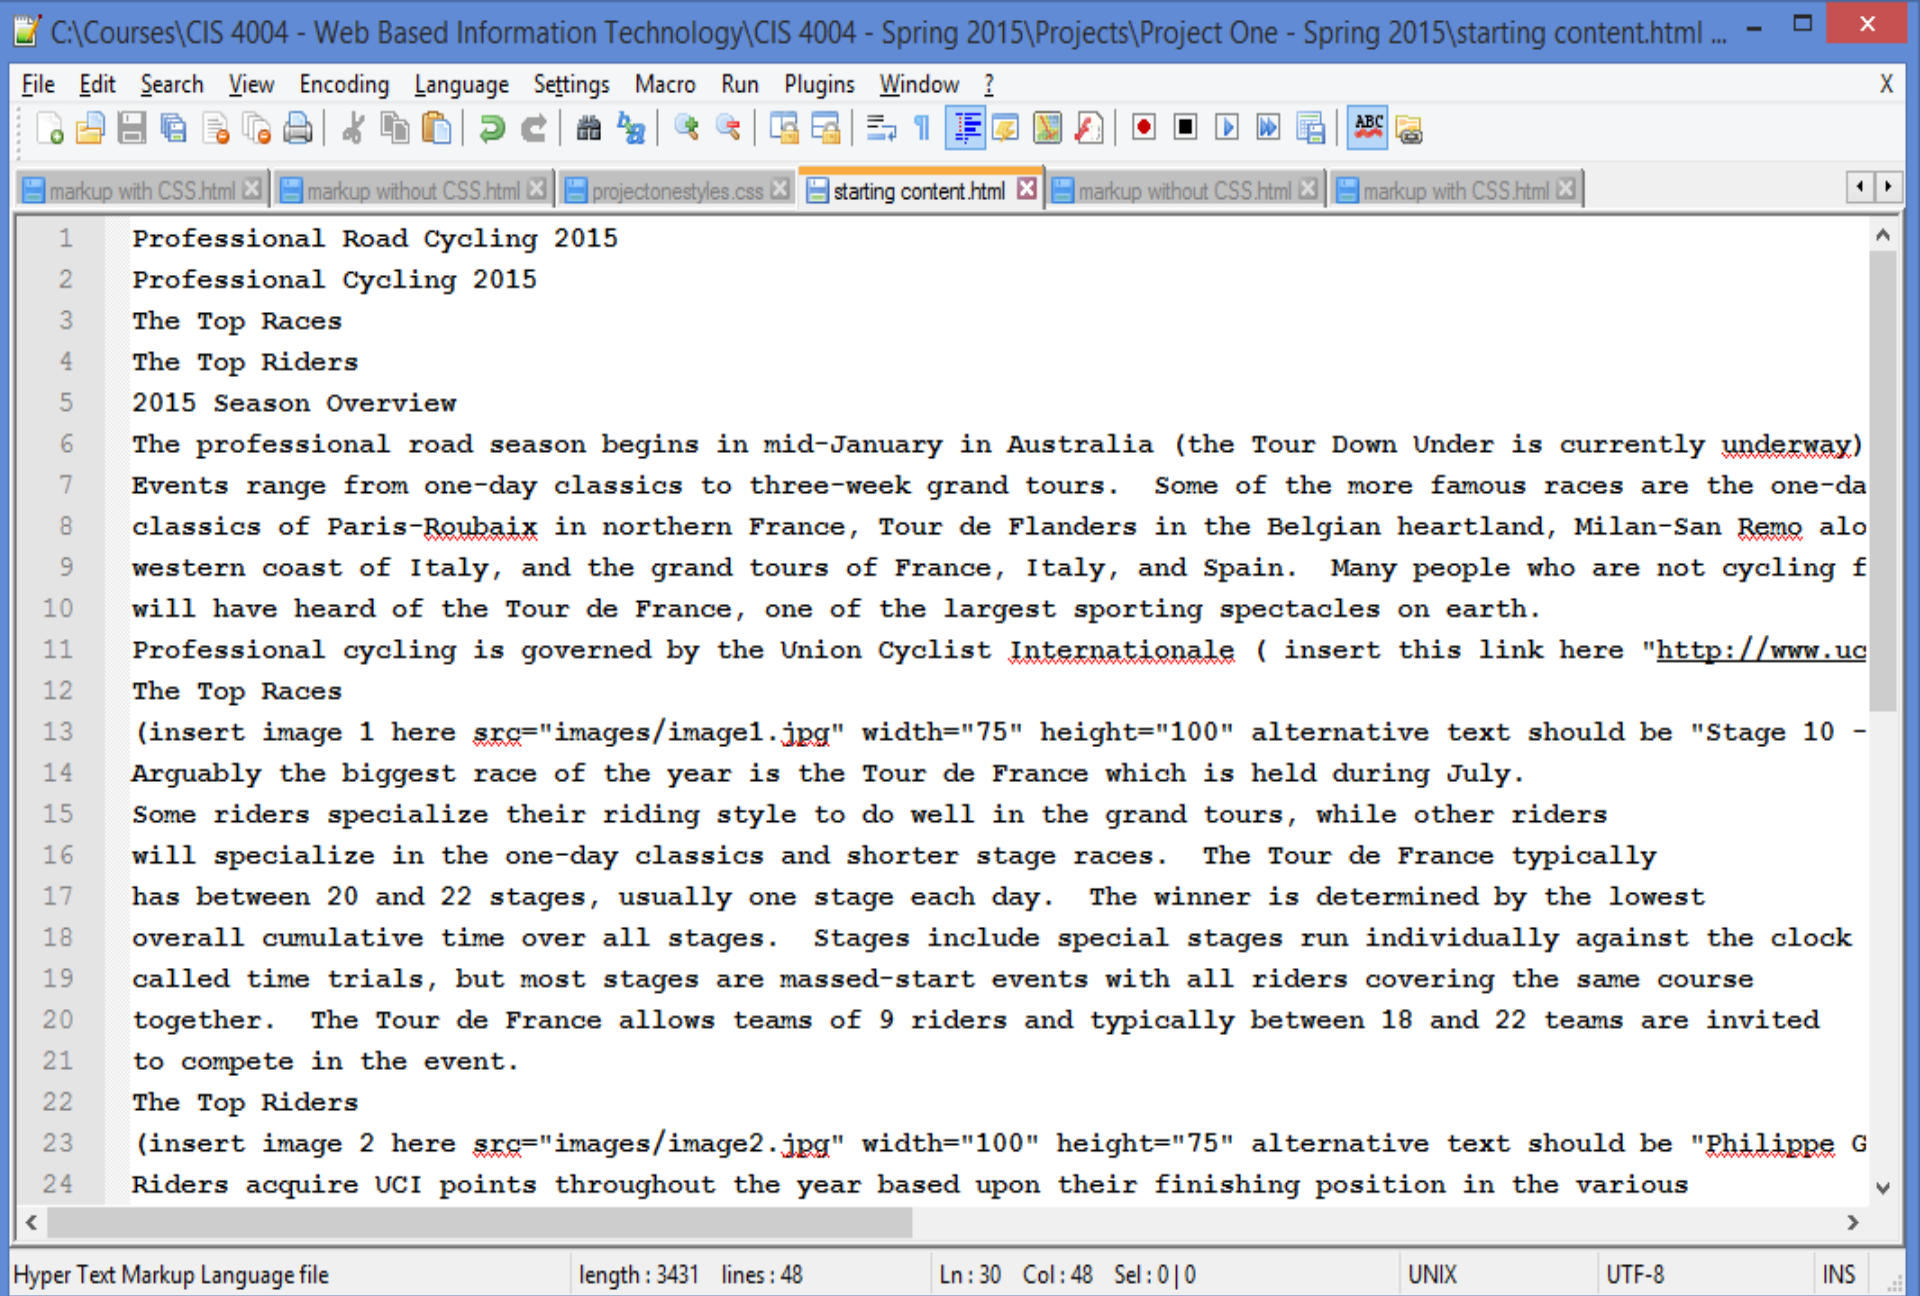 C:\Courses\CIS 4004 - Web Based Information Technology\CIS 4004 - Spring 2015\Projects\Project One - Spring 2015\starting content.html ...
File Edit Search View Encoding Language Settings Macro Run Plugins Window ? X
ABC
markup with CSS.html markup without CSS.html projectonestyles.css starting content.html markup without CSS.html markup with CSS.html
1 Professional Road Cycling 2015
2 Professional Cycling 2015
3 The Top Races
4 The Top Riders
5 2015 Season Overview
6 The professional road season begins in mid-January in Australia (the Tour Down Under is currently underway)
7 Events range from one-day classics to three-week grand tours.  Some of the more famous races are the one-da
8 classics of Paris-Roubaix in northern France, Tour de Flanders in the Belgian heartland, Milan-San Remo alo
9 western coast of Italy, and the grand tours of France, Italy, and Spain.  Many people who are not cycling f
10 will have heard of the Tour de France, one of the largest sporting spectacles on earth.
11 Professional cycling is governed by the Union Cyclist Internationale ( insert this link here "http://www.uc
12 The Top Races
13 (insert image 1 here src="images/image1.jpg" width="75" height="100" alternative text should be "Stage 10 -
14 Arguably the biggest race of the year is the Tour de France which is held during July.
15 Some riders specialize their riding style to do well in the grand tours, while other riders
16 will specialize in the one-day classics and shorter stage races.  The Tour de France typically
17 has between 20 and 22 stages, usually one stage each day.  The winner is determined by the lowest
18 overall cumulative time over all stages.  Stages include special stages run individually against the clock
19 called time trials, but most stages are massed-start events with all riders covering the same course
20 together.  The Tour de France allows teams of 9 riders and typically between 18 and 22 teams are invited
21 to compete in the event.
22 The Top Riders
23 (insert image 2 here src="images/image2.jpg" width="100" height="75" alternative text should be "Philippe G
24 Riders acquire UCI points throughout the year based upon their finishing position in the various
Hyper Text Markup Language file length : 3431 lines : 48 Ln : 30 Col : 48 Sel : 0 | 0 UNIX UTF-8 INS